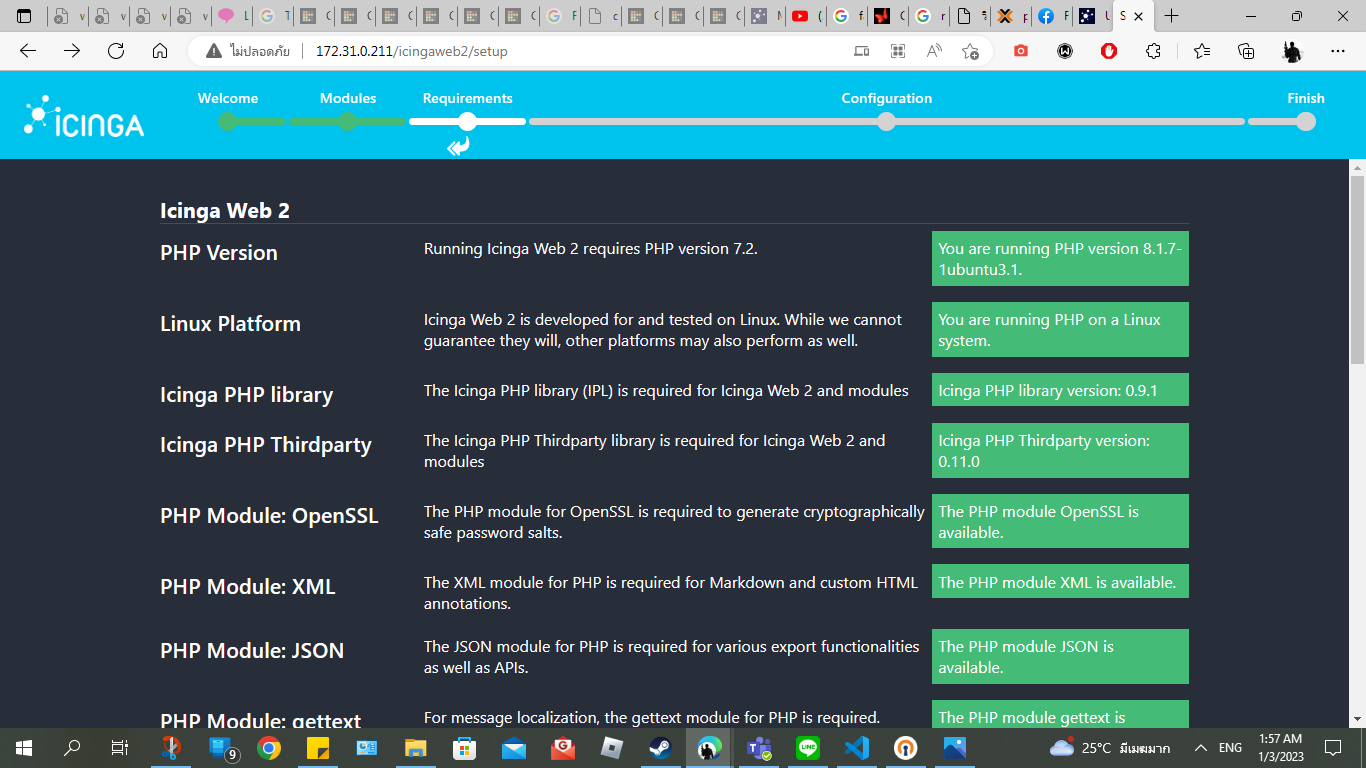 ไม่ปลอดภัย
172.31.0.211/icingaweb2/setup
ICINGA
Welcome
Modules
Requirements
Configuration
Finish
Icinga Web 2
PHP Version
Running Icinga Web 2 requires PHP version 7.2.
You are running PHP version 8.1.7-
1ubuntu3.1.
Linux Platform
Icinga Web 2 is developed for and tested on Linux. While we cannot
guarantee they will, other platforms may also perform as well.
You are running PHP on a Linux
system.
Icinga PHP library
The Icinga PHP library (IPL) is required for Icinga Web 2 and modules
Icinga PHP library version: 0.9.1
Icinga PHP Thirdparty
The Icinga PHP Thirdparty library is required for Icinga Web 2 and
modules
Icinga PHP Thirdparty version:
0.11.0
PHP Module: OpenSSL
The PHP module for OpenSSL is required to generate cryptographically
safe password salts.
The PHP module OpenSSL is
available.
PHP Module: XML
The XML module for PHP is required for Markdown and custom HTML
annotations.
The PHP module XML is available.
PHP Module: JSON
The JSON module for PHP is required for various export functionalities
as well as APIs.
The PHP module JSON is
available.
PHP Module: gettext
For message localization, the gettext module for PHP is required.
The PHP module gettext is
9
25°C มีเมฆมาก
ENG
1:57 AM
1/3/2023